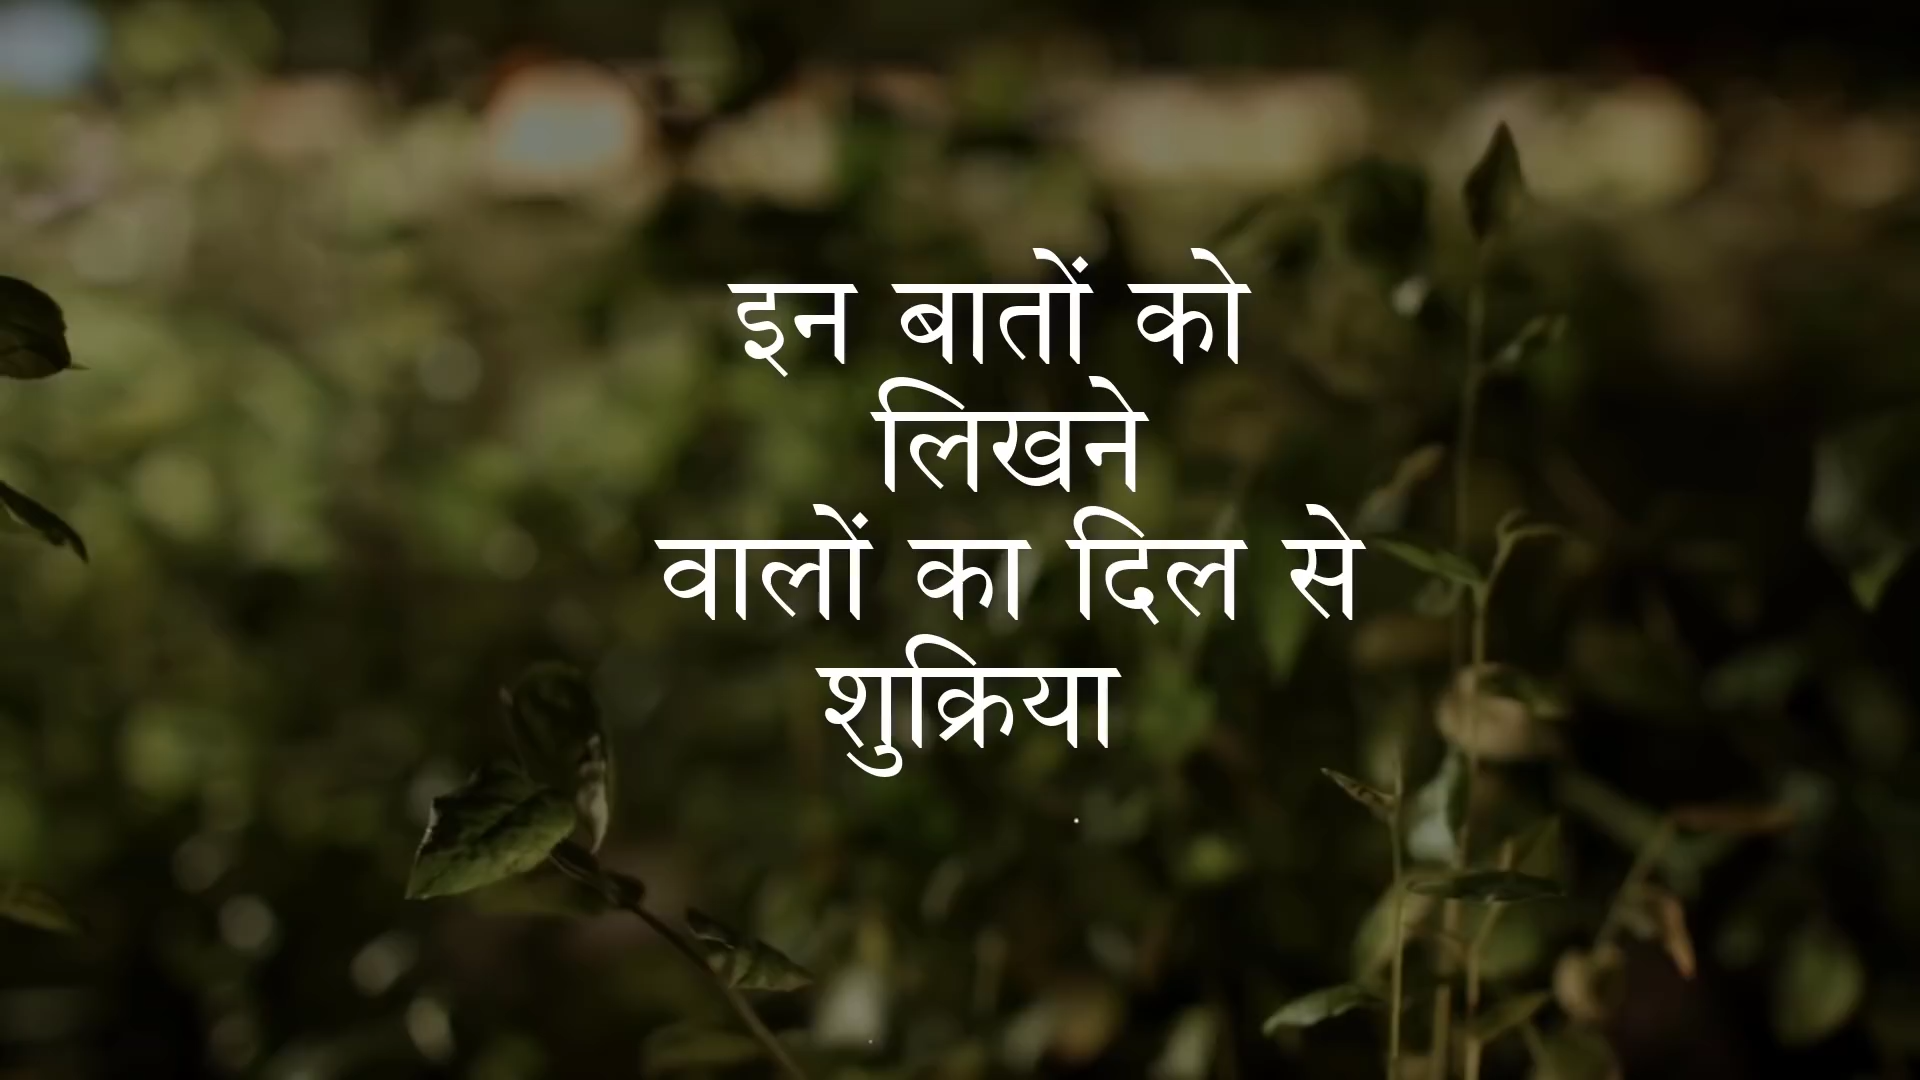 इन बातों को
लिखने
वालों का दिल से
शुक्रिया